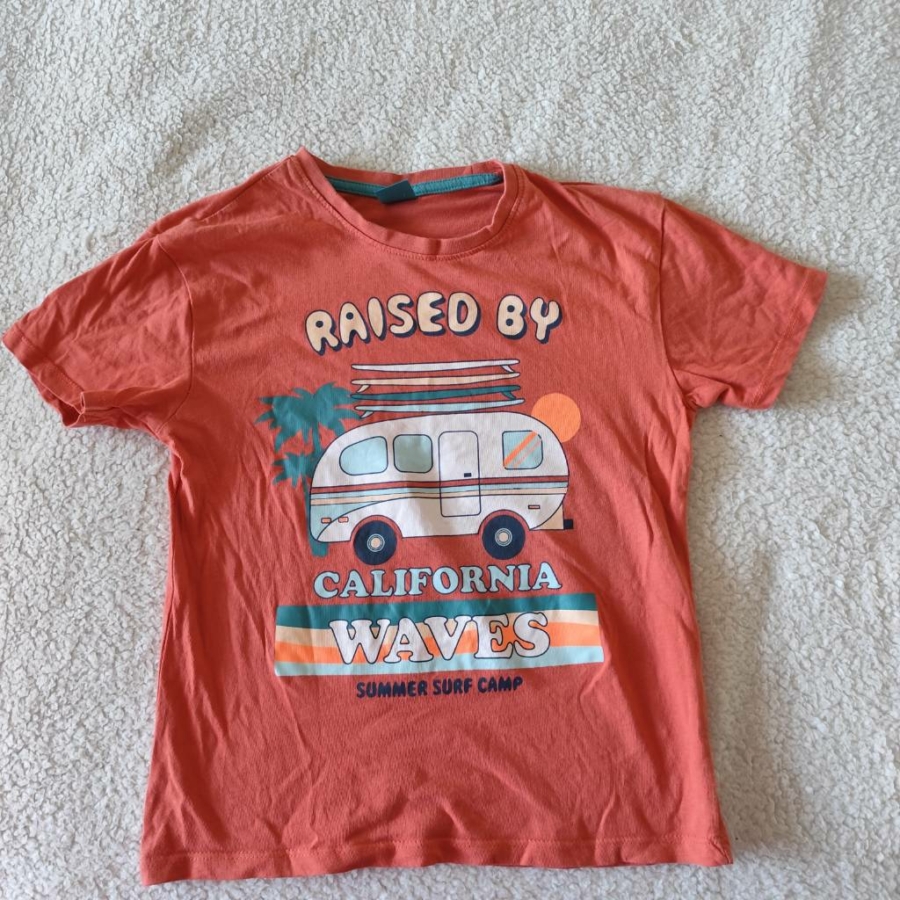 RAISED BY
CALIFORNIA
WAVES
SUMMER SURF CAMP